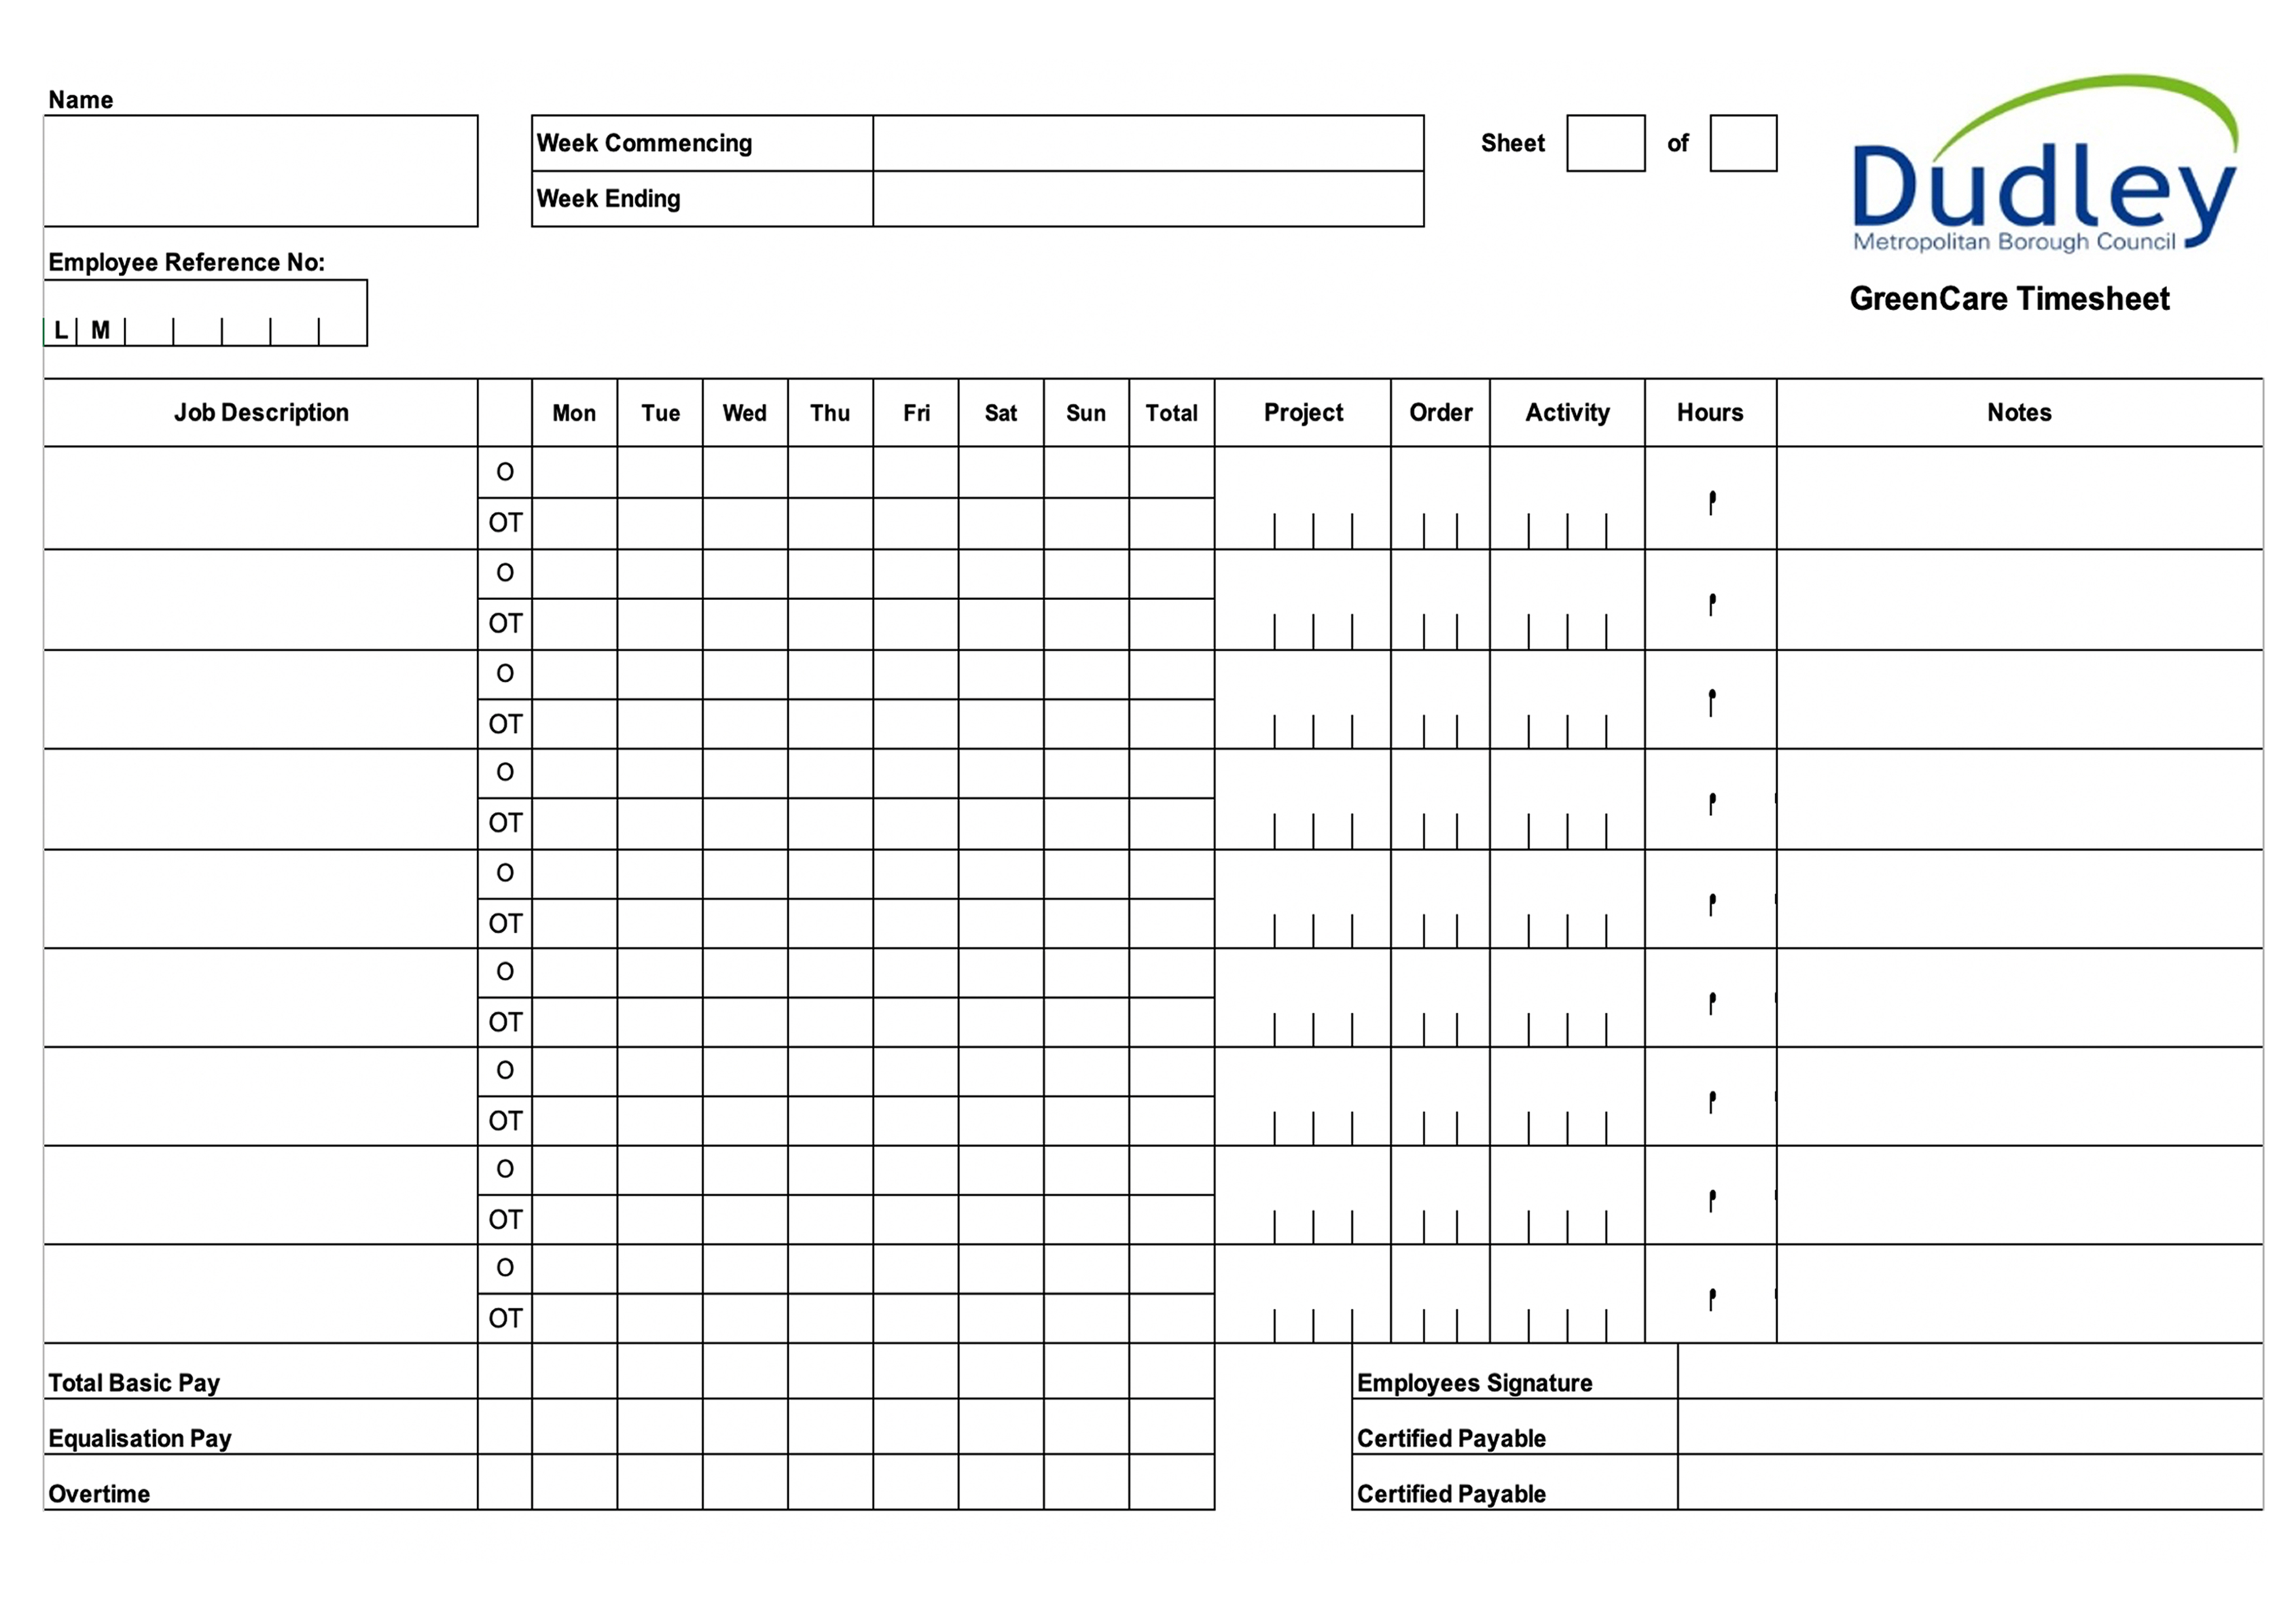 Name
Week Commencing
Sheet of
Week Ending
Dudley
Metropolitan Borough Council
Employee Reference No:
GreenCare Timesheet
L M
Job Description Mon Tue Wed Thu Fri Sat Sun Total Project Order Activity Hours Notes
O
OT
O
OT
O
OT
O
OT
O
OT
O
OT
O
OT
O
OT
O
OT
Total Basic Pay Employees Signature
Equalisation Pay Certified Payable
Overtime Certified Payable